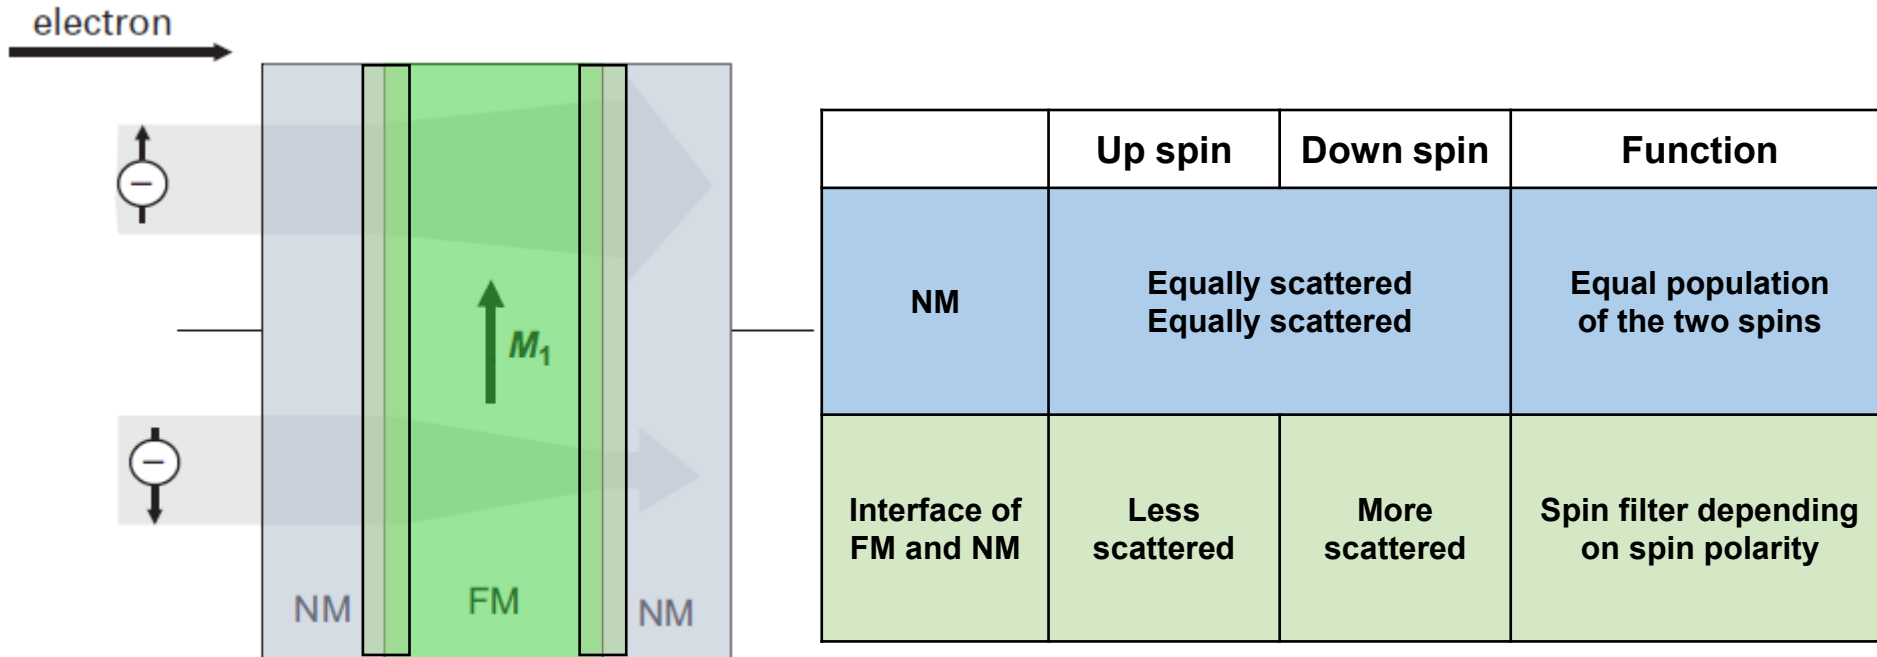 electron
−
−
M1
NM
FM
NM
Up spin
Down spin
Function
NM
Equally scattered
Equally scattered
Equal population
of the two spins
Interface of
FM and NM
Less
scattered
More
scattered
Spin filter depending
on spin polarity